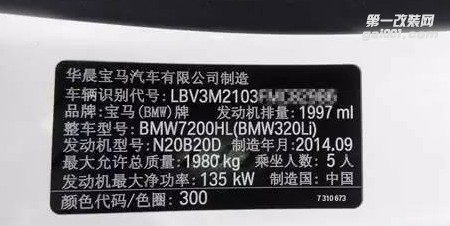 第一改装网
gai001.com
华晨宝马汽车有限公司制造
车辆识别代号: LBV3M2103
品牌: 宝马(BMW)牌 发动机排量: 1997 ml
整车型号: BMW7200HL(BMW320Li)
发动机型号: N20B20D 制造年月: 2014.09
最大允许总质量: 1980 kg 乘坐人数: 5 人
发动机最大净功率: 135 kW 制造国: 中国
颜色代码/色圈: 300
7 310 673